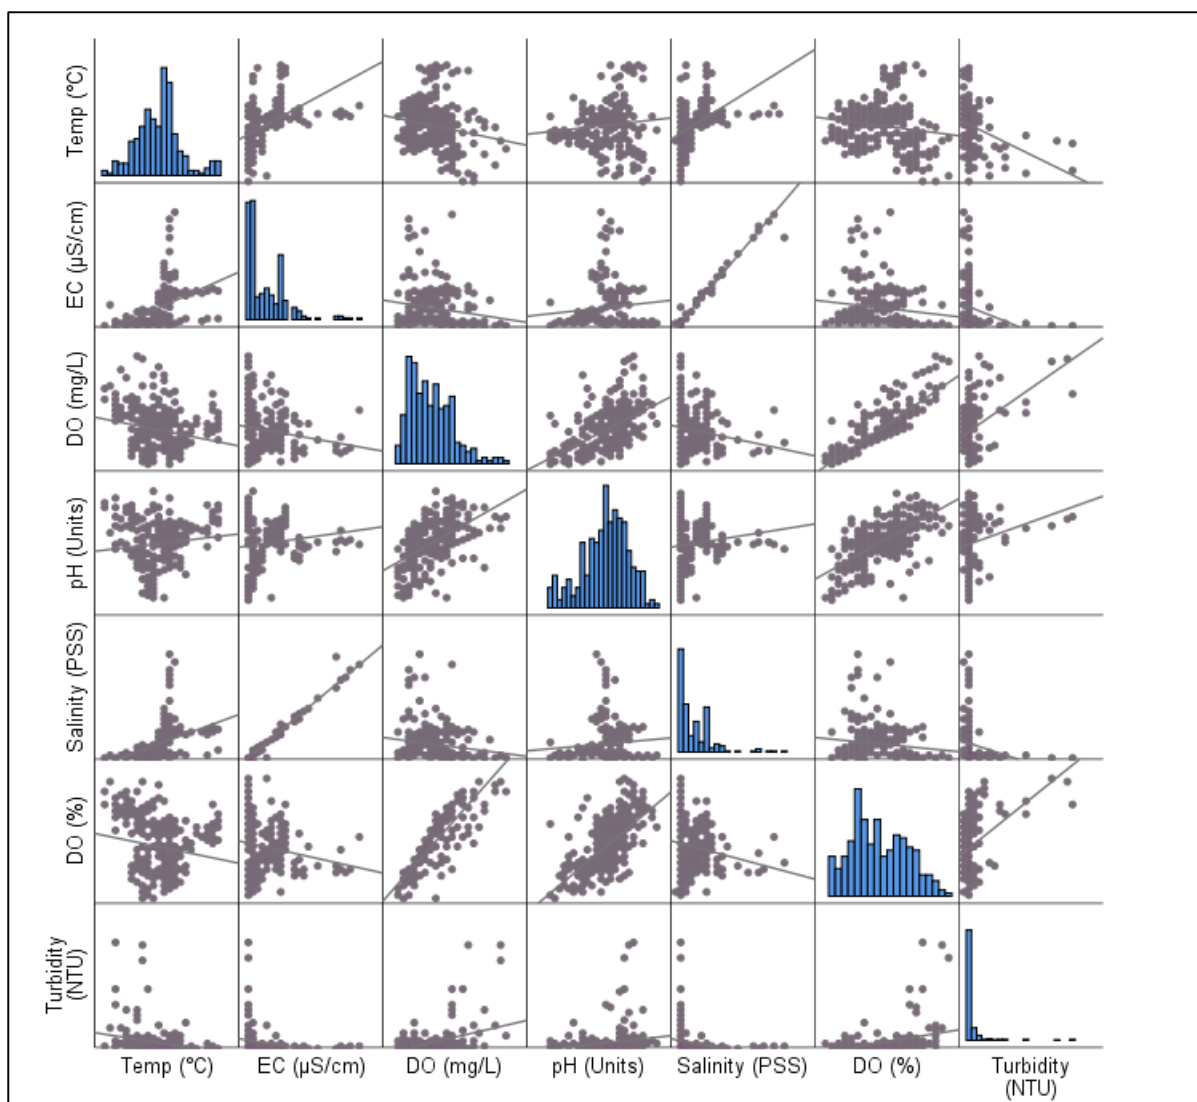 Temp (°C)
EC (µS/cm)
DO (mg/L)
pH (Units)
Salinity (PSS)
DO (%)
Turbidity
(NTU)
Temp (°C)
EC (µS/cm)
DO (mg/L)
pH (Units)
Salinity (PSS)
DO (%)
Turbidity
(NTU)